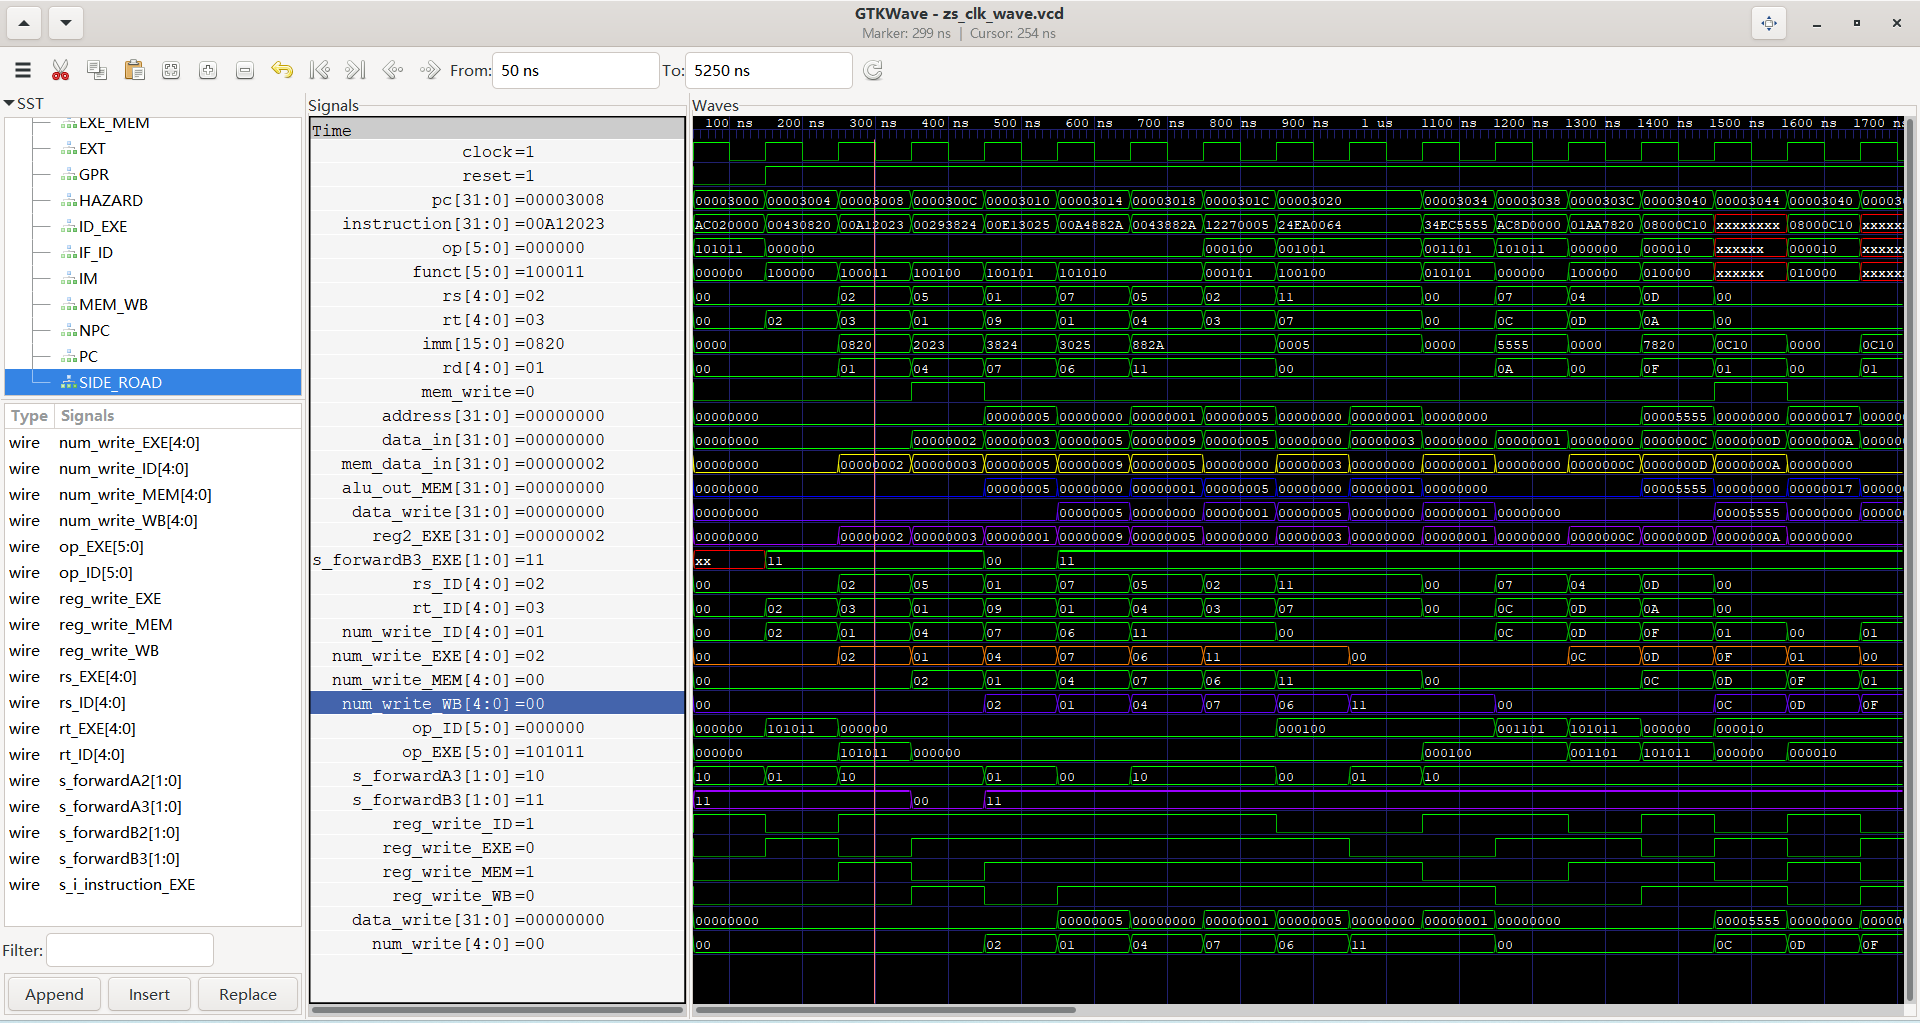 GTKWave - zs_clk_wave.vcd
Marker: 299 ns | Cursor: 254 ns
From: 50 ns To: 5250 ns
SST
EXE_MEM
EXT
GPR
HAZARD
ID_EXE
IF_ID
IM
MEM_WB
NPC
PC
SIDE_ROAD
Type Signals
wire num_write_EXE[4:0]
wire num_write_ID[4:0]
wire num_write_MEM[4:0]
wire num_write_WB[4:0]
wire op_EXE[5:0]
wire op_ID[5:0]
wire reg_write_EXE
wire reg_write_MEM
wire reg_write_WB
wire rs_EXE[4:0]
wire rs_ID[4:0]
wire rt_EXE[4:0]
wire rt_ID[4:0]
wire s_forwardA2[1:0]
wire s_forwardA3[1:0]
wire s_forwardB2[1:0]
wire s_forwardB3[1:0]
wire s_i_instruction_EXE
Filter:
Append Insert Replace
Signals
Time
clock=1
reset=1
pc[31:0]=00003008
instruction[31:0]=00A12023
op[5:0]=000000
funct[5:0]=100011
rs[4:0]=02
rt[4:0]=03
imm[15:0]=0820
rd[4:0]=01
mem_write=0
address[31:0]=00000000
data_in[31:0]=00000000
mem_data_in[31:0]=00000002
alu_out_MEM[31:0]=00000000
data_write[31:0]=00000000
reg2_EXE[31:0]=00000002
s_forwardB3_EXE[1:0]=11
rs_ID[4:0]=02
rt_ID[4:0]=03
num_write_ID[4:0]=01
num_write_EXE[4:0]=02
num_write_MEM[4:0]=00
num_write_WB[4:0]=00
op_ID[5:0]=000000
op_EXE[5:0]=101011
s_forwardA3[1:0]=10
s_forwardB3[1:0]=11
reg_write_ID=1
reg_write_EXE=0
reg_write_MEM=1
reg_write_WB=0
data_write[31:0]=00000000
num_write[4:0]=00
Waves
100 ns 200 ns 300 ns 400 ns 500 ns 600 ns 700 ns 800 ns 900 ns 1 us 1100 ns 1200 ns 1300 ns 1400 ns 1500 ns 1600 ns 1700 ns
00003000 00003004 00003008 0000300C 00003010 00003014 00003018 0000301C 00003020 00003034 00003038 0000303C 00003040 00003044 00003040 00003
AC020000 00430820 00A12023 00293824 00E13025 00A4882A 0043882A 12270005 24EA0064 34EC5555 AC8D0000 01AA7820 08000C10 xxxxxxxx 08000C10 xxxxx
101011 000000 000100 001001 001101 101011 000000 000010 xxxxxx 000010 xxxxx
000000 100000 100011 100100 100101 101010 000101 100100 010101 000000 100000 010000 xxxxxx 010000 xxxxx
00 02 05 01 07 05 02 11 00 07 04 0D 00
00 02 03 01 09 01 04 03 07 00 0C 0D 0A 00
0000 0820 2023 3824 3025 882A 0005 0000 5555 0000 7820 0C10 0000 0C10
00 01 04 07 06 11 00 0A 00 0F 01 00 01
00000000 00000005 00000000 00000001 00000005 00000000 00000001 00000000 00005555 00000000 00000017 00000
00000000 00000002 00000003 00000005 00000009 00000005 00000000 00000003 00000000 00000001 00000000 0000000C 0000000D 0000000A 00000
00000000 00000002 00000003 00000005 00000009 00000005 00000000 00000003 00000000 00000001 00000000 0000000C 0000000D 0000000A 00000000
00000000 00000005 00000000 00000001 00000005 00000000 00000001 00000000 00005555 00000000 00000017 00000
00000000 00000005 00000000 00000001 00000005 00000000 00000001 00000000 00005555 00000000 00000
00000000 00000002 00000003 00000001 00000009 00000005 00000000 00000003 00000000 00000001 00000000 0000000C 0000000D 0000000A 00000000
xx 11 00 11
00 02 05 01 07 05 02 11 00 07 04 0D 00
00 02 03 01 09 01 04 03 07 00 0C 0D 0A 00
00 02 01 04 07 06 11 00 0C 0D 0F 01 00 01
00 02 01 04 07 06 11 00 0C 0D 0F 01 00
00 02 01 04 07 06 11 00 0C 0D 0F 01
00 02 01 04 07 06 11 00 0C 0D 0F
000000 101011 000000 000100 001101 101011 000000 000010
000000 101011 000000 000100 001101 101011 000000 000010
10 01 10 01 00 10 00 01 10
11 00 11
00000000 00000005 00000000 00000001 00000005 00000000 00000001 00000000 00005555 00000000 00000
00 02 01 04 07 06 11 00 0C 0D 0F